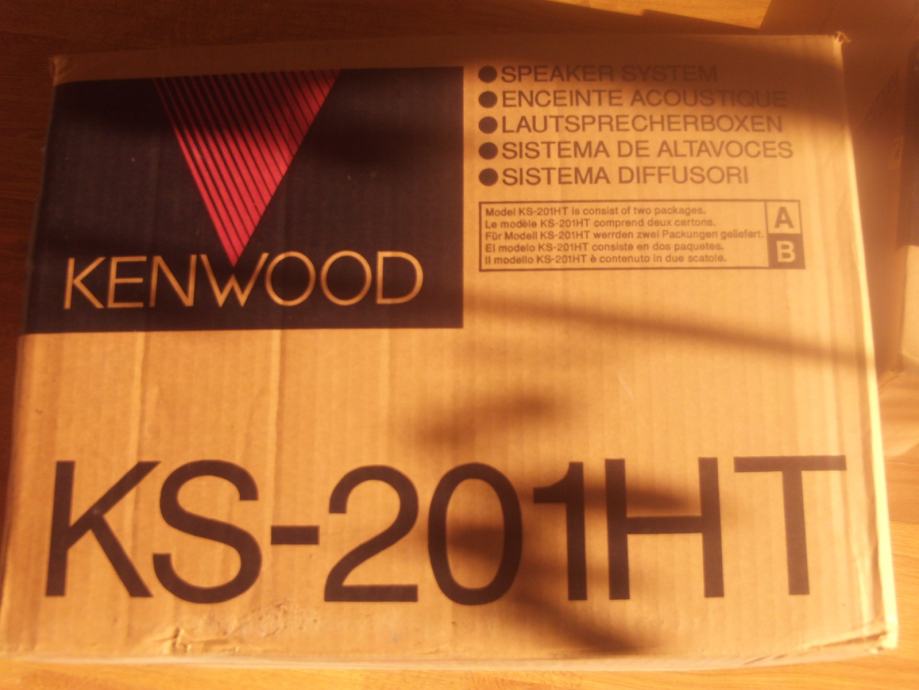 KENWOOD
●SPEAKER SYSTEM
●ENCEINTE ACOUSTIQUE
●LAUTSPRECHERBOXEN
●SISTEMA DE ALTAVOCES
●SISTEMA DIFFUSORI
Model KS-201HT is consist of two packages.
Le modèle KS-201HT comprend deux cartons.
Für Modell KS-201HT werrden zwei Packungen geliefert.
El modelo KS-201HT consiste en dos paquetes.
Il modello KS-201HT è contenuto in due scatole.
A
B
KS-201HT